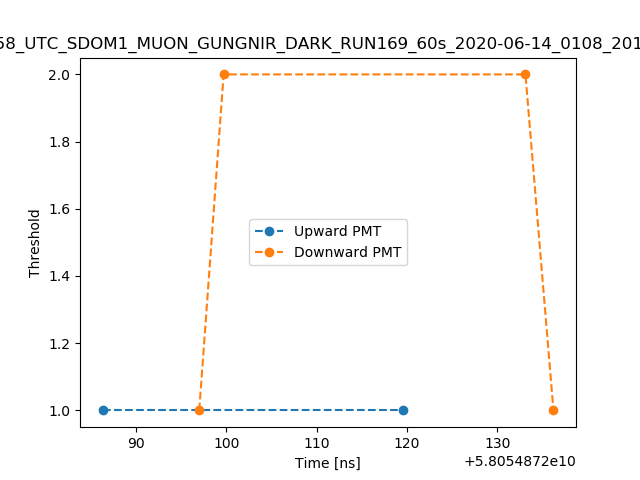 58_UTC_SDOM1_MUON_GUNGNIR_DARK_RUN169_60s_2020-06-14_0108_201
2.0
1.8
1.6
1.4
1.2
1.0
Threshold
Upward PMT
Downward PMT
90 100 110 120 130
Time [ns]
+5.8054872e10